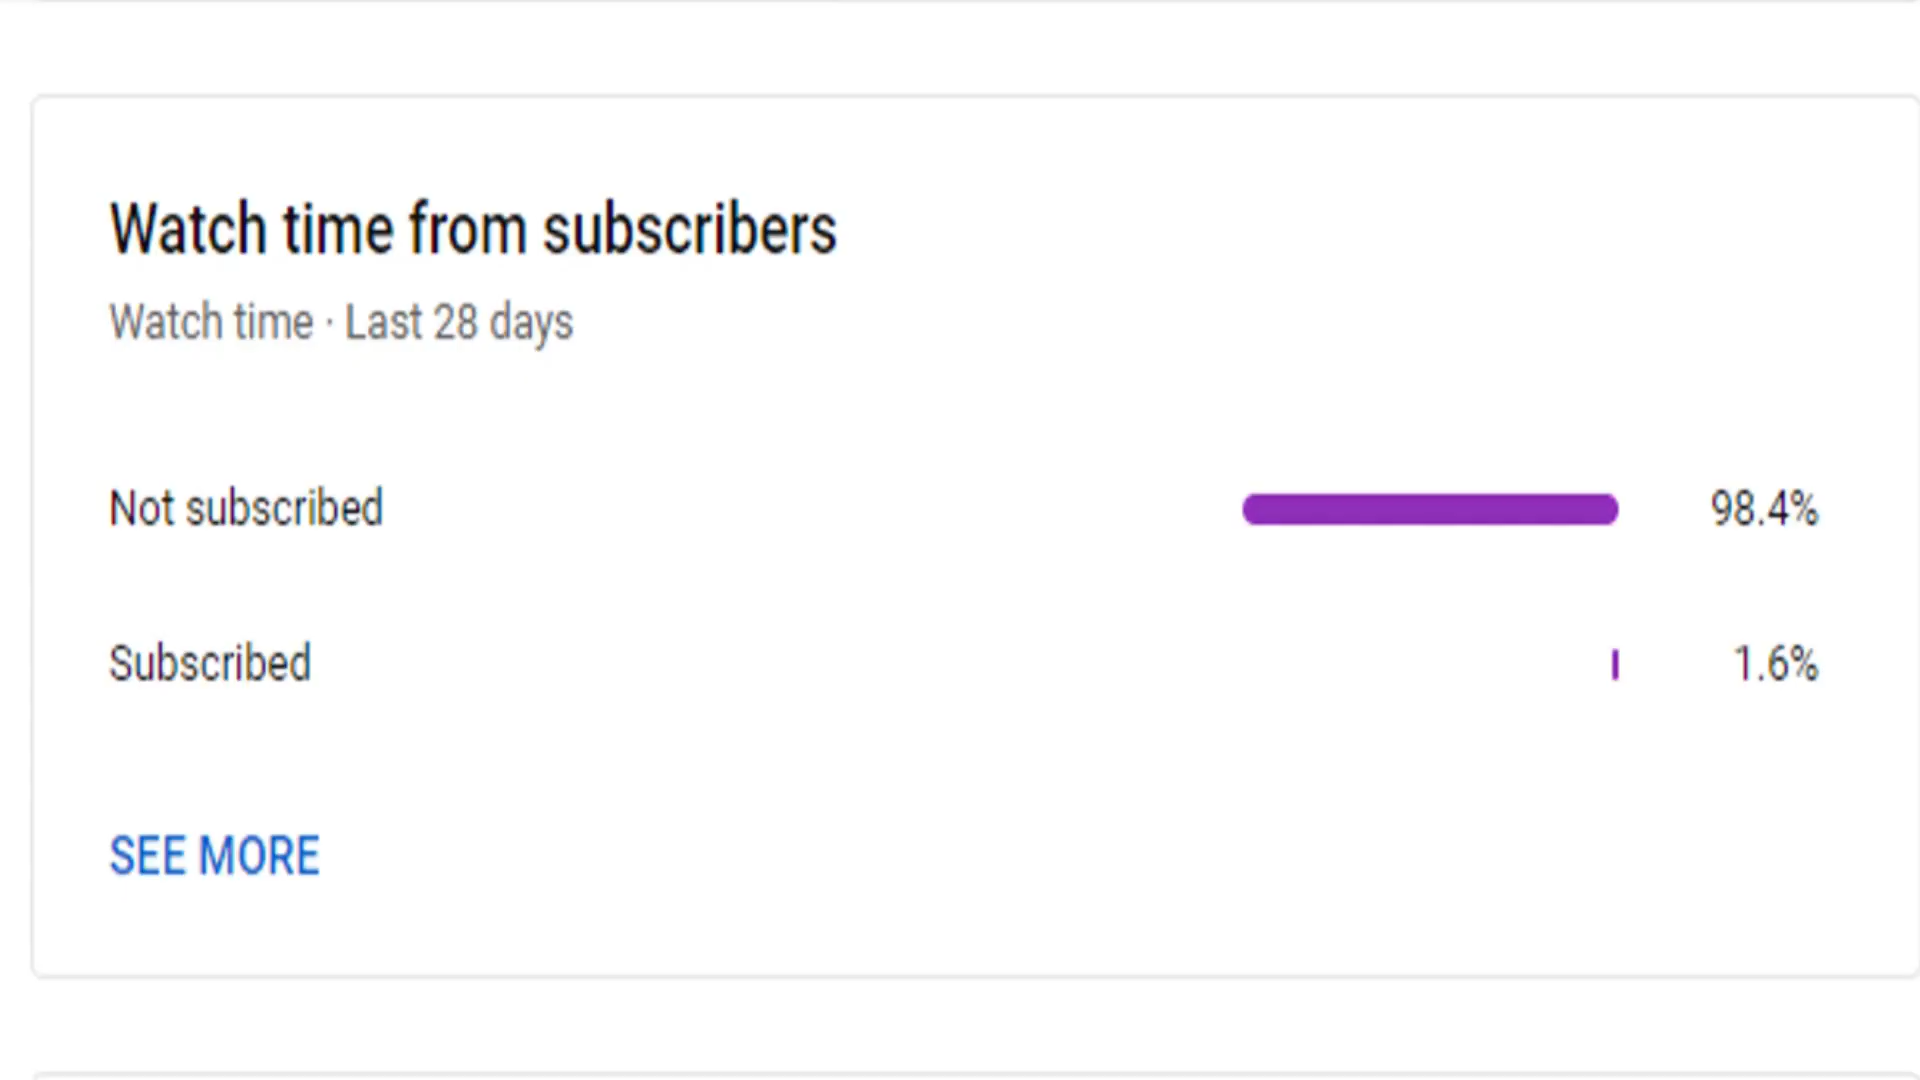 Watch time from subscribers
Watch time · Last 28 days
Not subscribed 98.4%
Subscribed 1.6%
SEE MORE